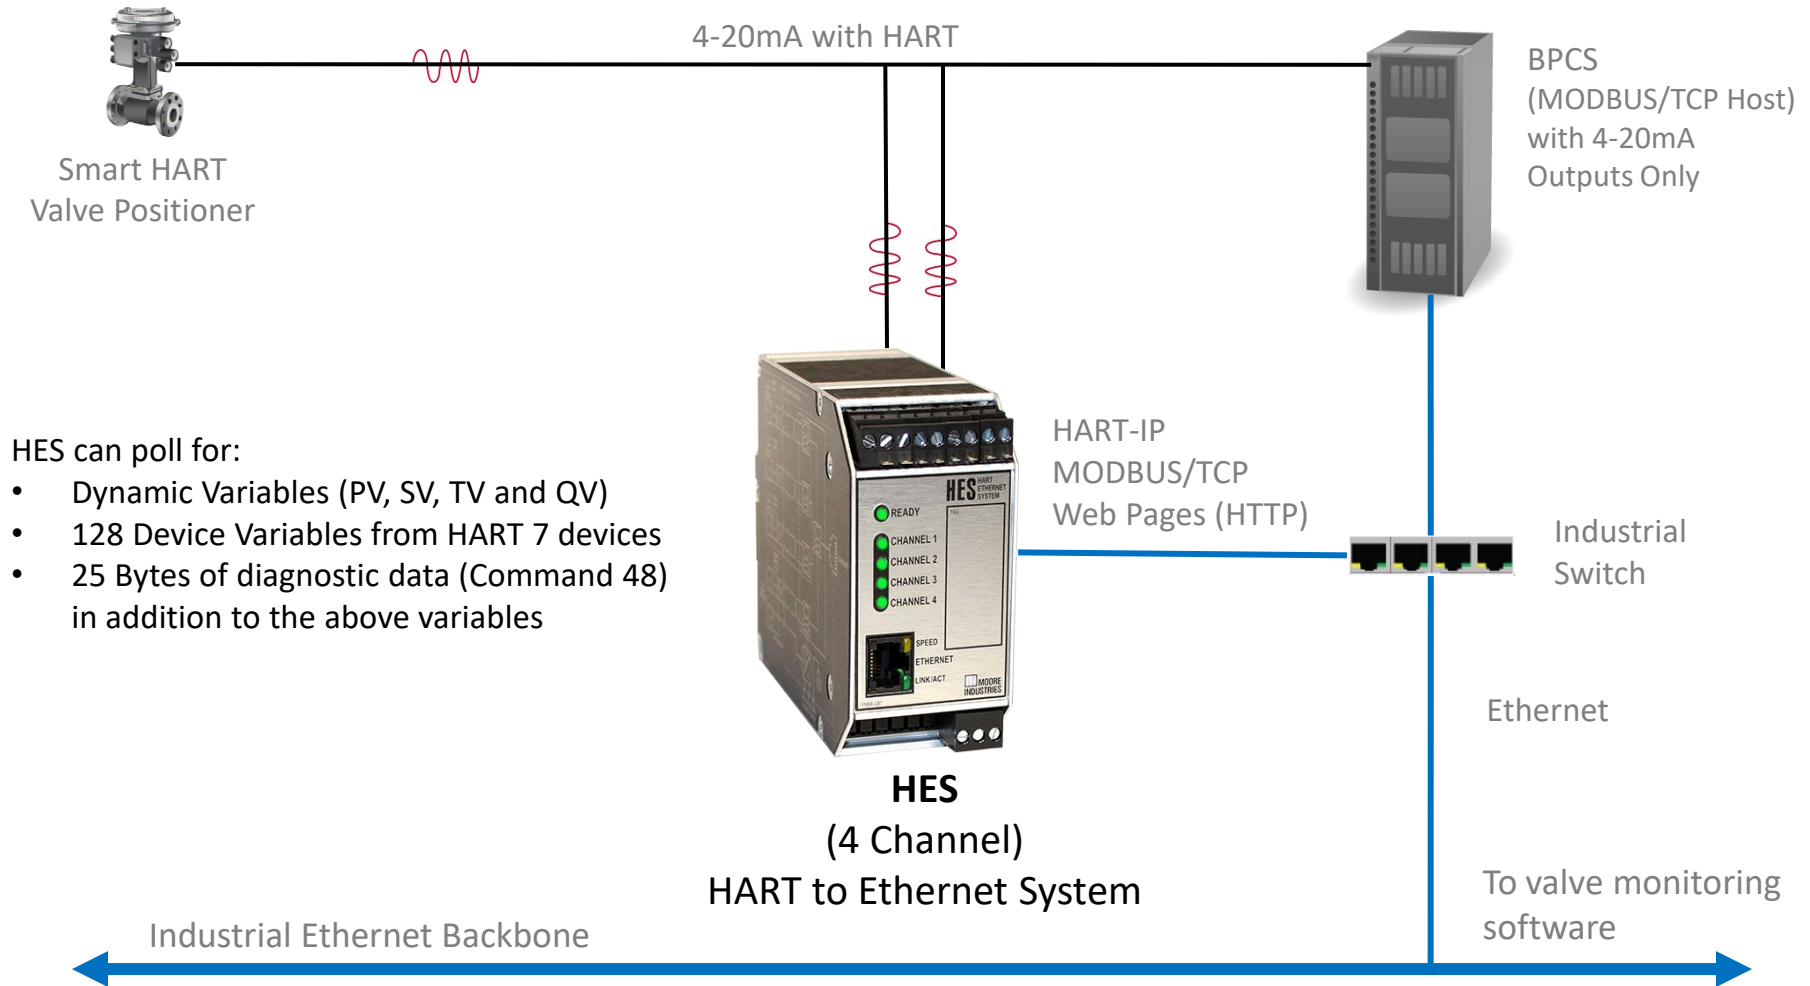 4-20mA with HART
BPCS
(MODBUS/TCP Host)
with 4-20mA
Outputs Only
Smart HART
Valve Positioner
HES can poll for:
• Dynamic Variables (PV, SV, TV and QV)
• 128 Device Variables from HART 7 devices
• 25 Bytes of diagnostic data (Command 48)
in addition to the above variables
HART-IP
MODBUS/TCP
Web Pages (HTTP)
HES HART ETHERNET SYSTEM
READY
TAG
CHANNEL 1
CHANNEL 2
CHANNEL 3
CHANNEL 4
SPEED
ETHERNET
LINK/ACT
MOORE
INDUSTRIES
Industrial
Switch
Ethernet
HES
(4 Channel)
HART to Ethernet System
To valve monitoring
software
Industrial Ethernet Backbone